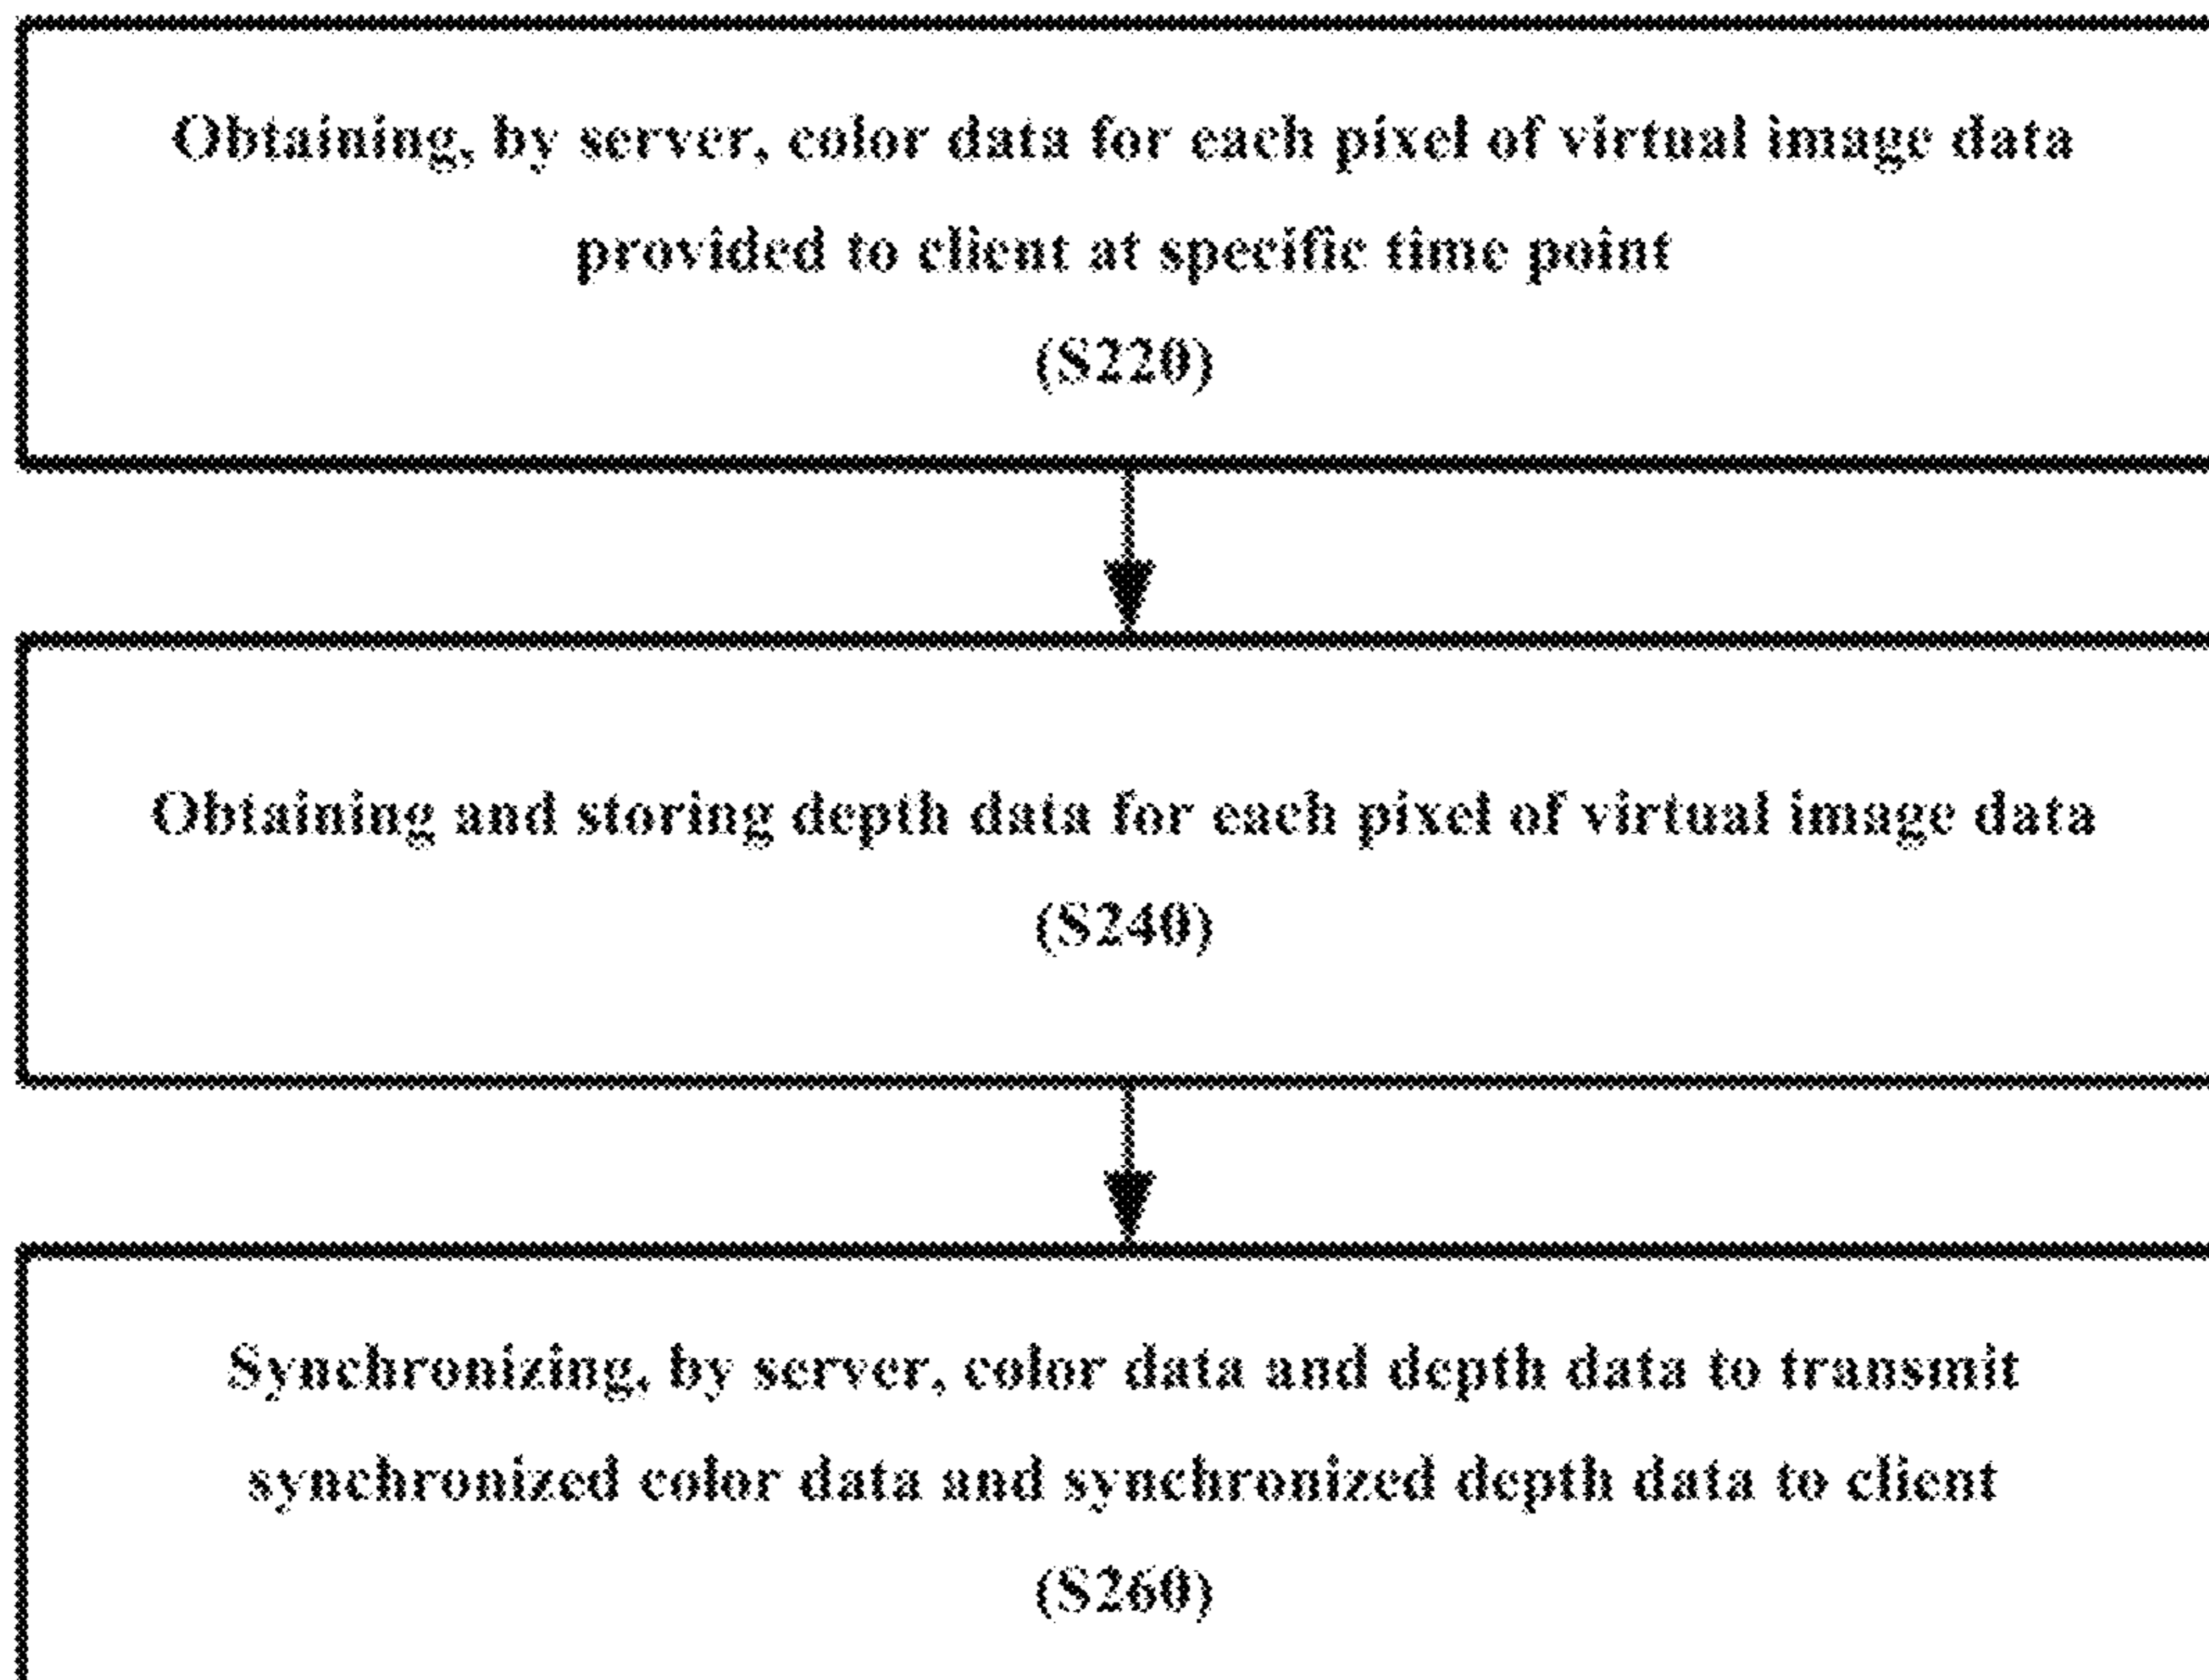 Obtaining, by server, color data for each pixel of virtual image data
provided to client at specific time point
(S220)
Obtaining and storing depth data for each pixel of virtual image data
(S240)
Synchronizing, by server, color data and depth data to transmit
synchronized color data and synchronized depth data to client
(S260)